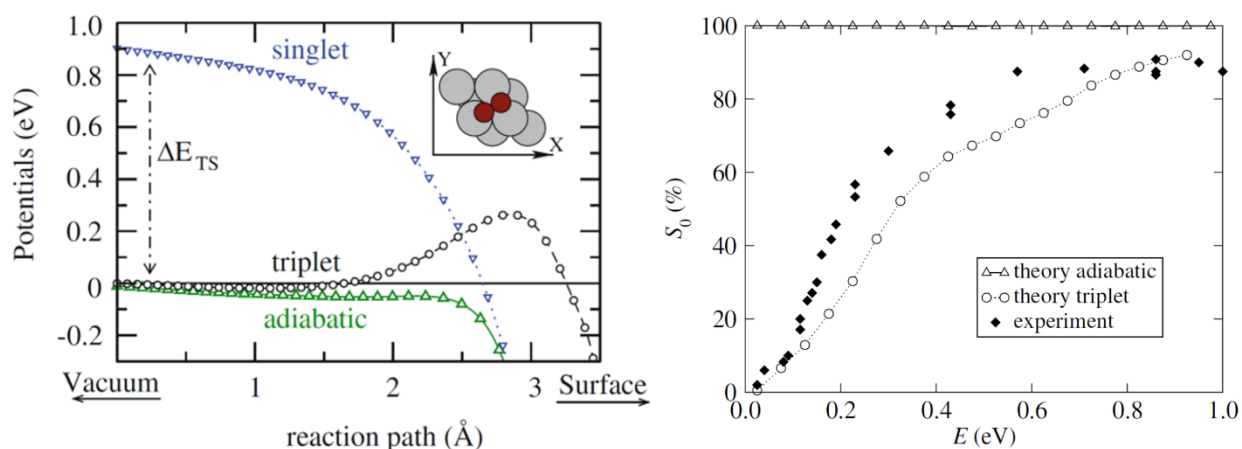 1.0
0.8
0.6
0.4
0.2
0
-0.2
Potentials (eV)
singlet
ΔE_TS
triplet
adiabatic
Y
X
Vacuum
1
2
3
Surface
reaction path (Å)
100
80
60
40
20
0
S₀ (%)
theory adiabatic
theory triplet
experiment
0.0
0.2
0.4
0.6
0.8
1.0
E (eV)